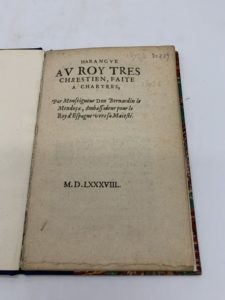 HARANGVE
AV ROY TRES
CHRESTIEN, FAITE
A CHARTRES,
Par Monseigneur Don Bernardin de
Mendoça, Ambassadeur pour le
Roy d'Espagne vers sa Maiesté.
M. D. LXXXVIII.